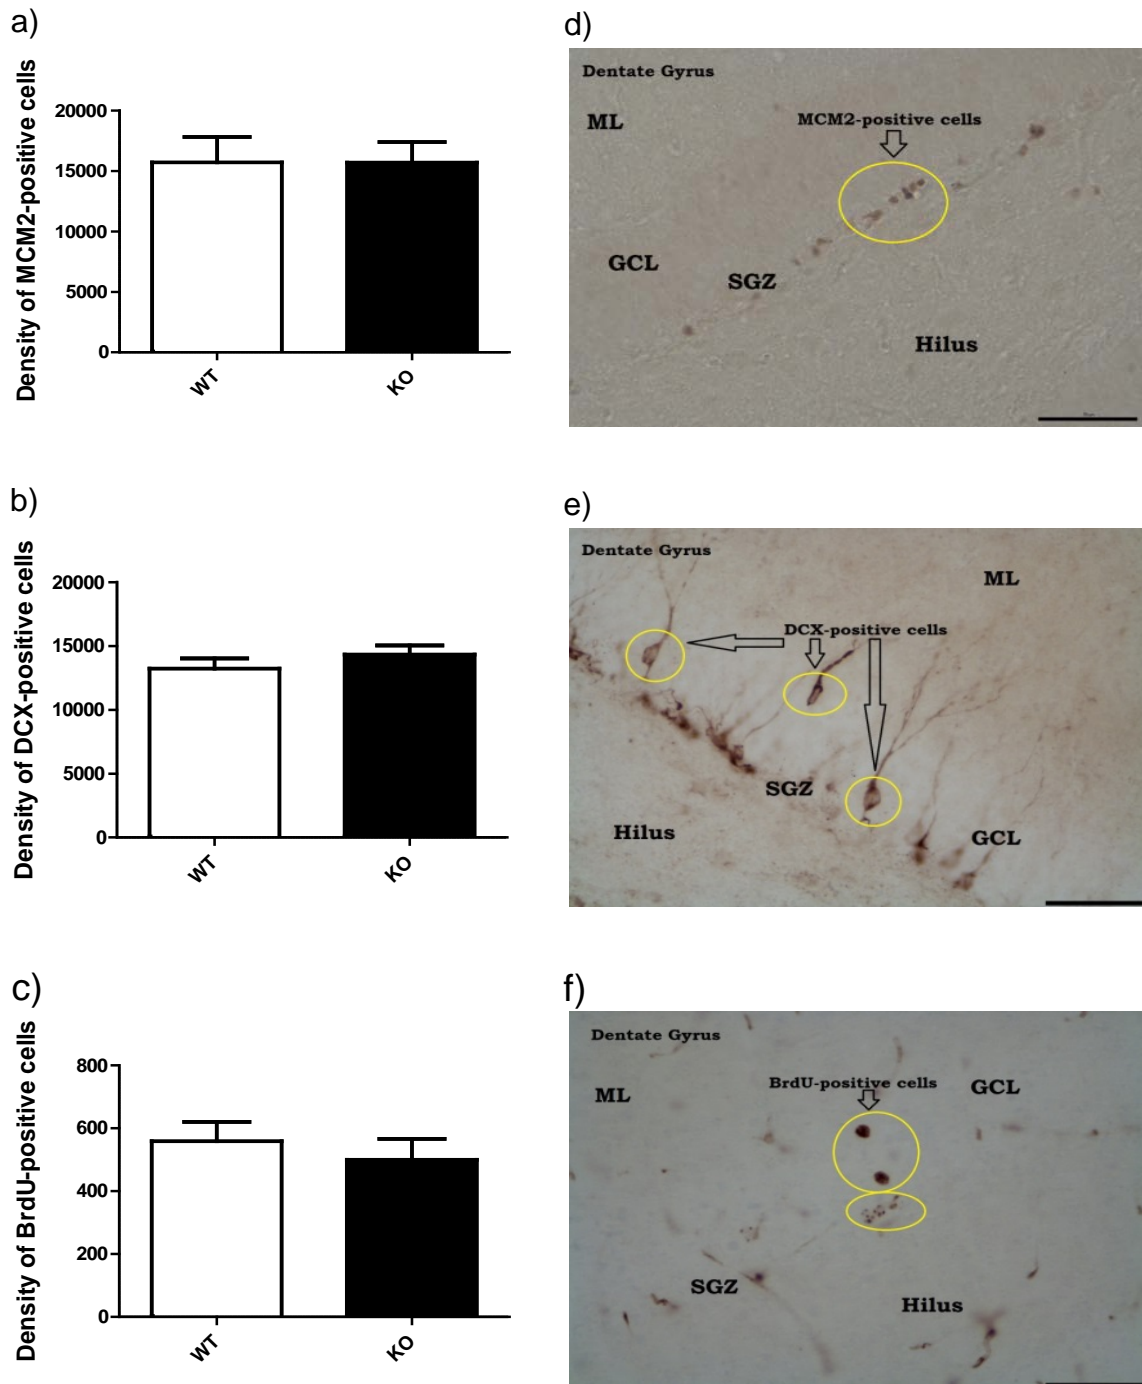 a)
Density of MCM2-positive cells
20000
15000
10000
5000
0
WT
KO
d)
Dentate Gyrus
ML
MCM2-positive cells
GCL
SGZ
Hilus
b)
Density of DCX-positive cells
20000
15000
10000
5000
0
WT
KO
e)
Dentate Gyrus
ML
DCX-positive cells
SGZ
Hilus
GCL
c)
Density of BrdU-positive cells
800
600
400
200
0
WT
KO
f)
Dentate Gyrus
BrdU-positive cells
GCL
ML
SGZ
Hilus